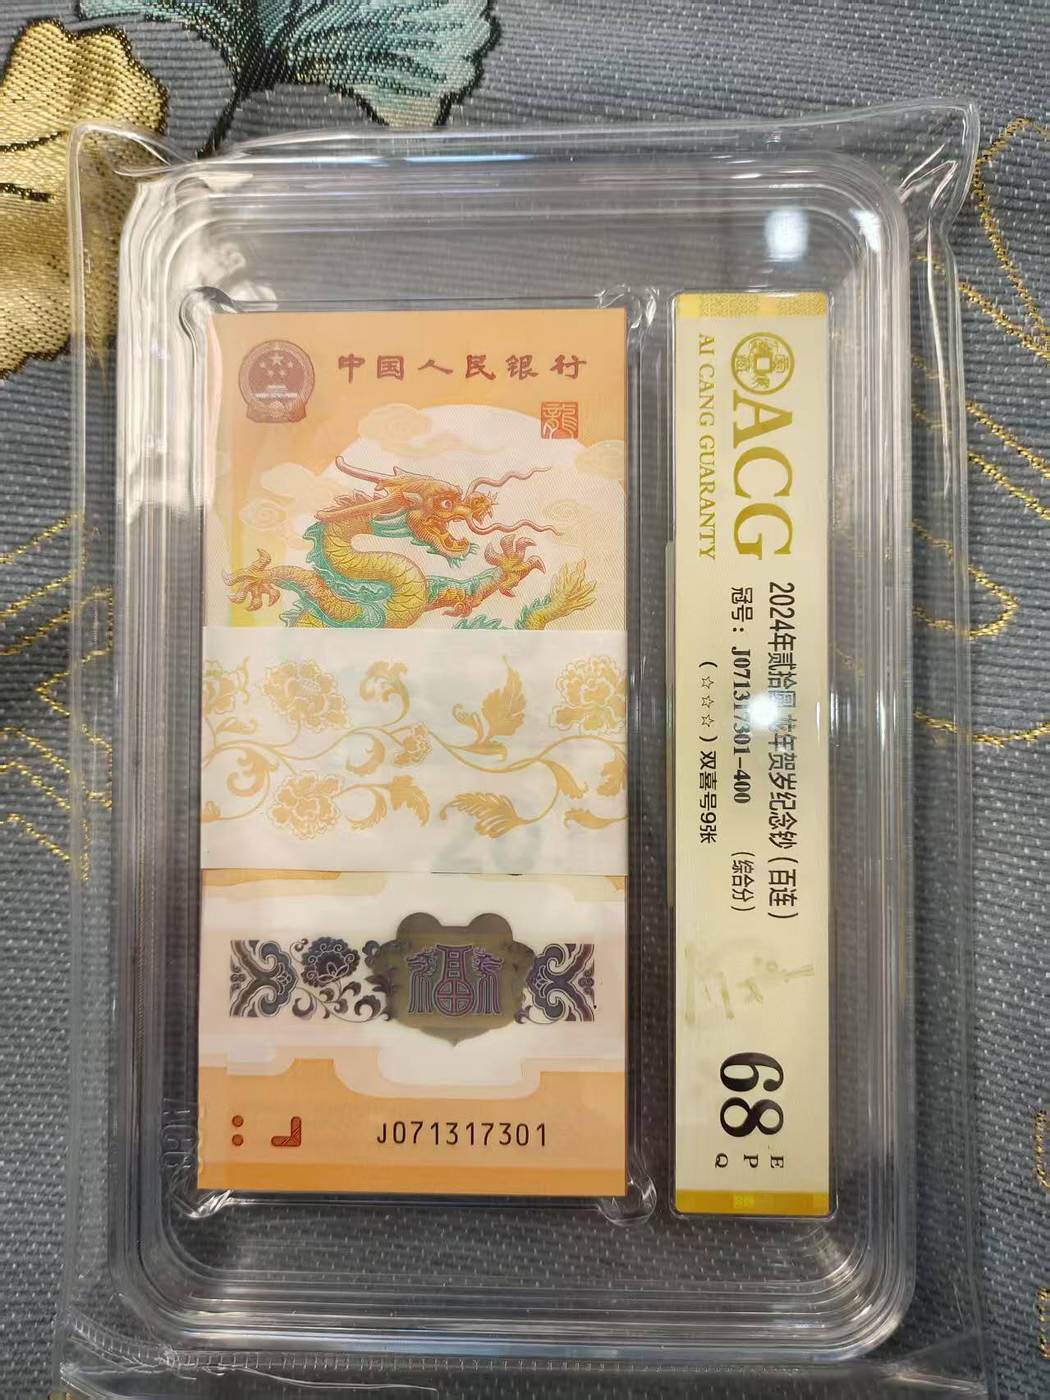 中国人民银行
龍
J071317301
ACG
AI CANG GUARANTY
2024年贰拾圆龙年贺岁纪念钞（百连）
冠号：J071317301-400 （综合分）
（☆☆☆）双喜号9张
68
E
P
Q